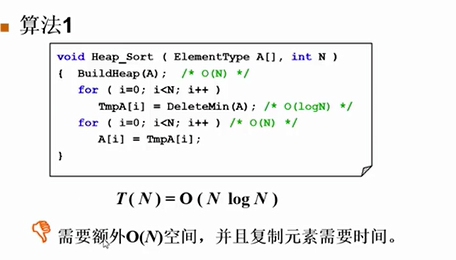 算法1
void Heap_Sort ( ElementType A[], int N )
{ BuildHeap(A); /* O(N) */
for ( i=0; i<N; i++ )
TmpA[i] = DeleteMin(A); /* O(logN) */
for ( i=0; i<N; i++ ) /* O(N) */
A[i] = TmpA[i];
}
T ( N ) = O ( N log N )
需要额外O(N)空间，并且复制元素需要时间。